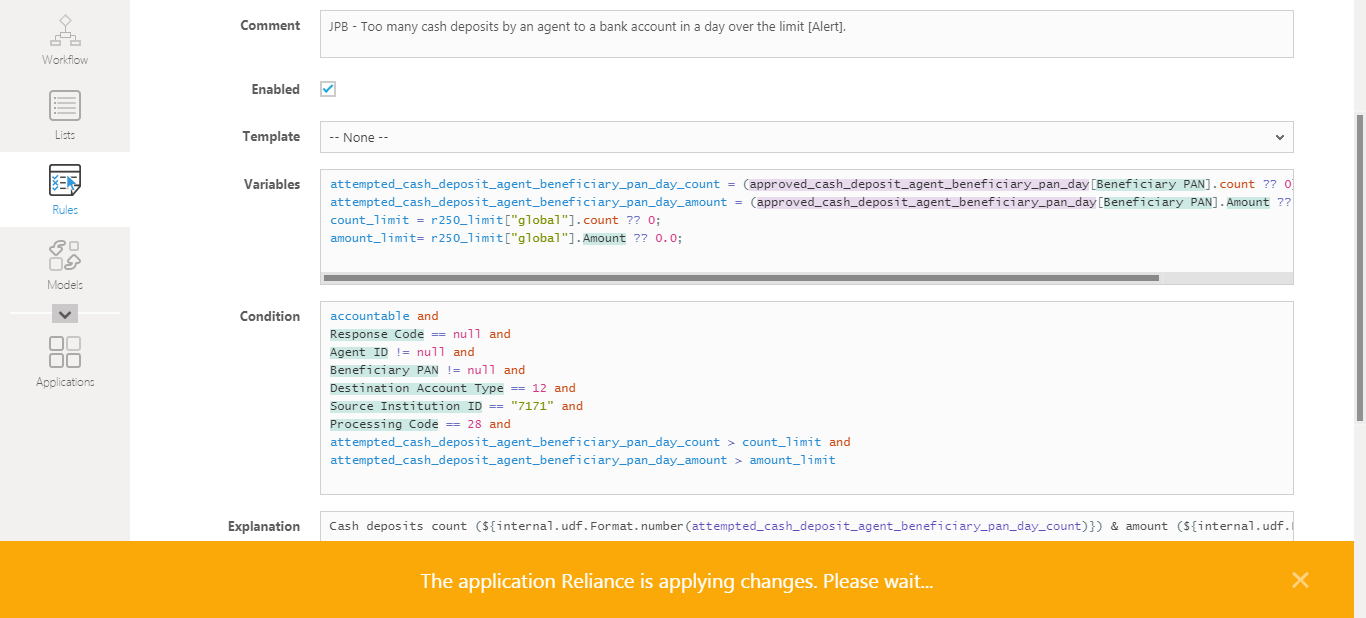 Workflow
Lists
Rules
Models
Applications
Comment
JPB - Too many cash deposits by an agent to a bank account in a day over the limit [Alert].
Enabled
Template
-- None --
Variables
attempted_cash_deposit_agent_beneficiary_pan_day_count = (approved_cash_deposit_agent_beneficiary_pan_day[Beneficiary PAN].count ?? 0)
attempted_cash_deposit_agent_beneficiary_pan_day_amount = (approved_cash_deposit_agent_beneficiary_pan_day[Beneficiary PAN].Amount ??
count_limit = r250_limit["global"].count ?? 0;
amount_limit= r250_limit["global"].Amount ?? 0.0;
Condition
accountable and
Response Code == null and
Agent ID != null and
Beneficiary PAN != null and
Destination Account Type == 12 and
Source Institution ID == "7171" and
Processing Code == 28 and
attempted_cash_deposit_agent_beneficiary_pan_day_count > count_limit and
attempted_cash_deposit_agent_beneficiary_pan_day_amount > amount_limit
Explanation
Cash deposits count (${internal.udf.Format.number(attempted_cash_deposit_agent_beneficiary_pan_day_count)}) & amount (${internal.udf.
The application Reliance is applying changes. Please wait...